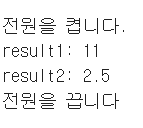 전원을 켭니다.
result1: 11
result2: 2.5
전원을 끕니다